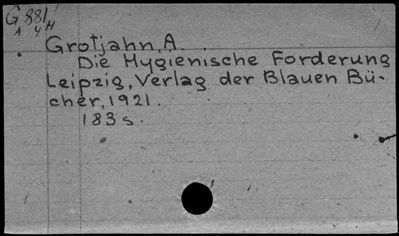 G 881
A 4 H
Grotjahn, A.
Die Hygienische Forderung
Leipzig, Verlag der Blauen Bü-
cher, 1921.
183 s.